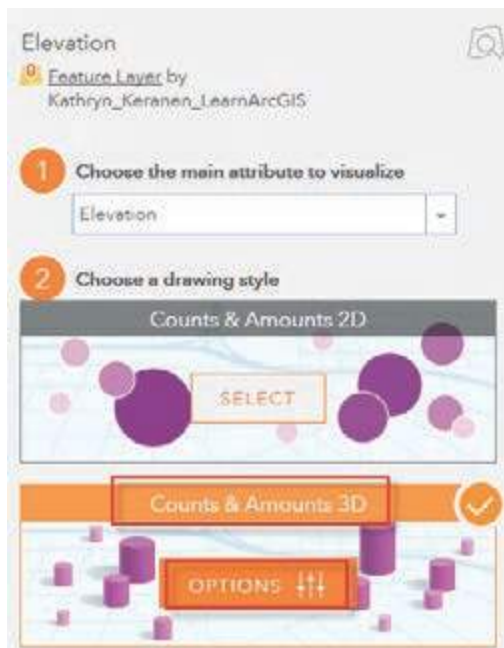 Elevation
Feature Layer by
Kathryn_Keranen_LearnArcGIS
1 Choose the main attribute to visualize
Elevation
2 Choose a drawing style
Counts & Amounts 2D
SELECT
Counts & Amounts 3D
OPTIONS